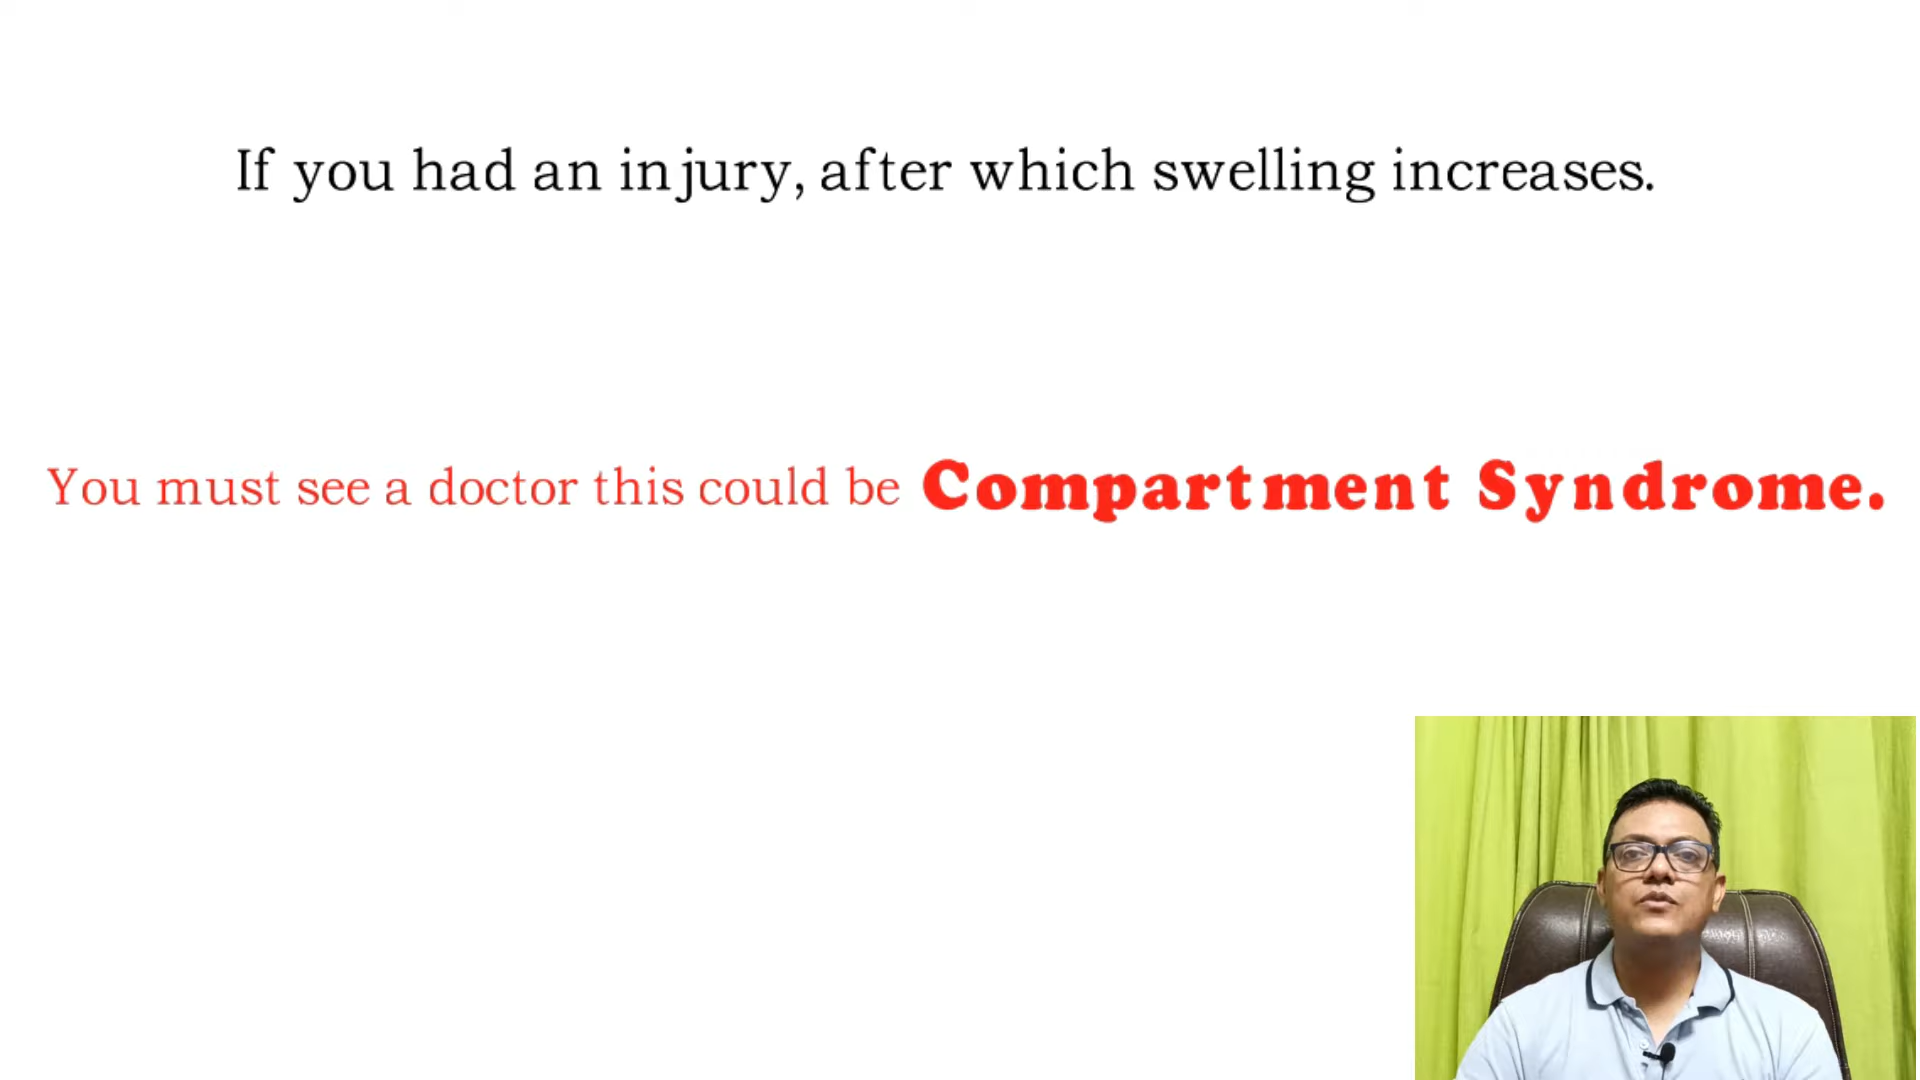 If you had an injury, after which swelling increases.
You must see a doctor this could be Compartment Syndrome.